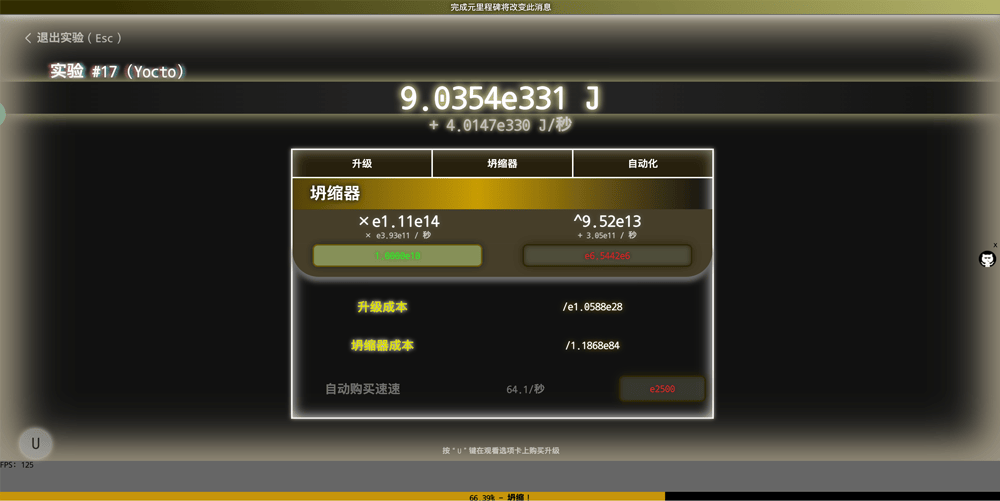 完成元里程碑将改变此消息
< 退出实验 ( Esc )
实验 #17 (Yocto)
9.0354e331 J
+ 4.0147e330 J/秒
升级 坍缩器 自动化
坍缩器
×e1.11e14 ^9.52e13
× e3.93e11 / 秒 + 3.05e11 / 秒
1.0000e10 e6.5442e8
升级成本 /e1.0588e28
坍缩器成本 /1.1868e84
自动购买速速 64.1/秒 e2500
U
按 "U" 键在观看选项卡上购买升级
FPS: 125
66.39% - 坍缩 !
x